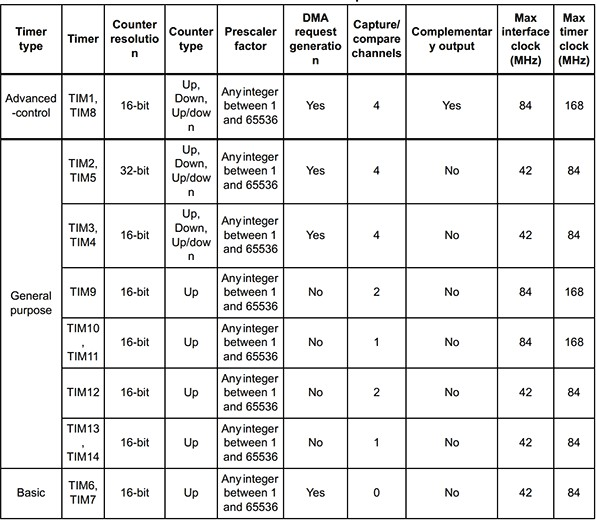 Timer type | Timer | Counter resolutio n | Counter type | Prescaler factor | DMA request generatio n | Capture/ compare channels | Complementar y output | Max interface clock (MHz) | Max timer clock (MHz)
Advanced -control | TIM1, TIM8 | 16-bit | Up, Down, Up/dow n | Any integer between 1 and 65536 | Yes | 4 | Yes | 84 | 168
General purpose | TIM2, TIM5 | 32-bit | Up, Down, Up/dow n | Any integer between 1 and 65536 | Yes | 4 | No | 42 | 84
TIM3, TIM4 | 16-bit | Up, Down, Up/dow n | Any integer between 1 and 65536 | Yes | 4 | No | 42 | 84
TIM9 | 16-bit | Up | Any integer between 1 and 65536 | No | 2 | No | 84 | 168
TIM10 , TIM11 | 16-bit | Up | Any integer between 1 and 65536 | No | 1 | No | 84 | 168
TIM12 | 16-bit | Up | Any integer between 1 and 65536 | No | 2 | No | 42 | 84
TIM13 , TIM14 | 16-bit | Up | Any integer between 1 and 65536 | No | 1 | No | 42 | 84
Basic | TIM6, TIM7 | 16-bit | Up | Any integer between 1 and 65536 | Yes | 0 | No | 42 | 84